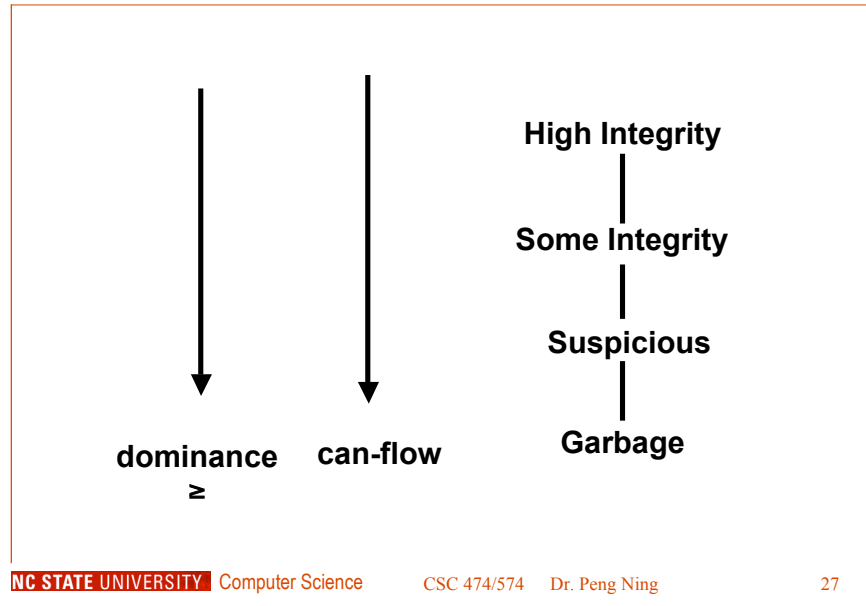 High Integrity
Some Integrity
Suspicious
Garbage
dominance
≥
can-flow
NC STATE UNIVERSITY Computer Science CSC 474/574 Dr. Peng Ning 27